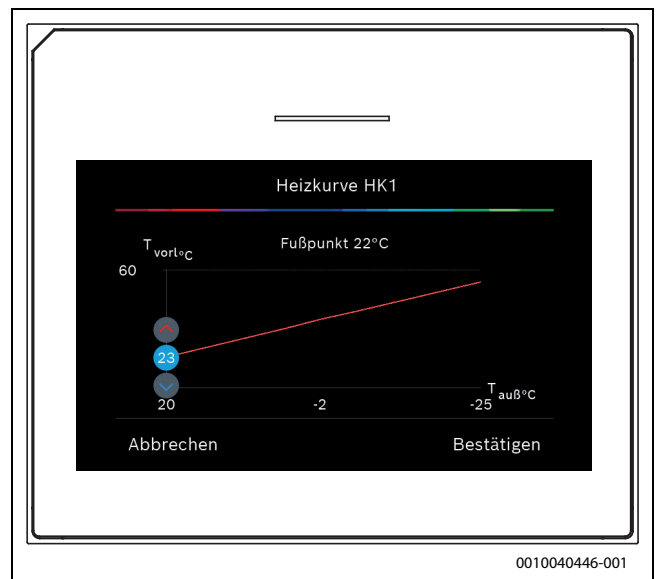 Heizkurve HK1
Fußpunkt 22°C
T vorl°C
60
23
T auß°C
20 -2 -25
Abbrechen Bestätigen
0010040446-001